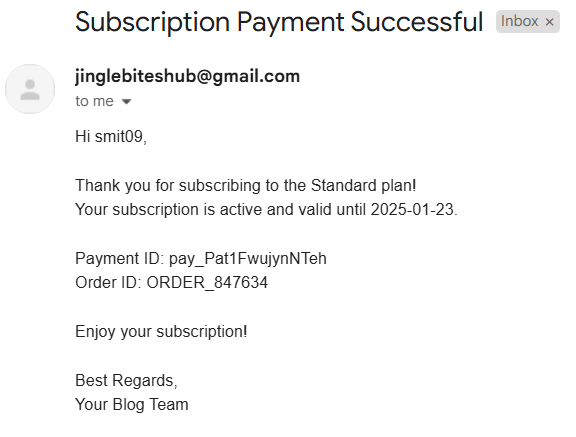 Subscription Payment Successful Inbox ×
jinglebiteshub@gmail.com
to me
Hi smit09,
Thank you for subscribing to the Standard plan!
Your subscription is active and valid until 2025-01-23.
Payment ID: pay_Pat1FwujynNTeh
Order ID: ORDER_847634
Enjoy your subscription!
Best Regards,
Your Blog Team